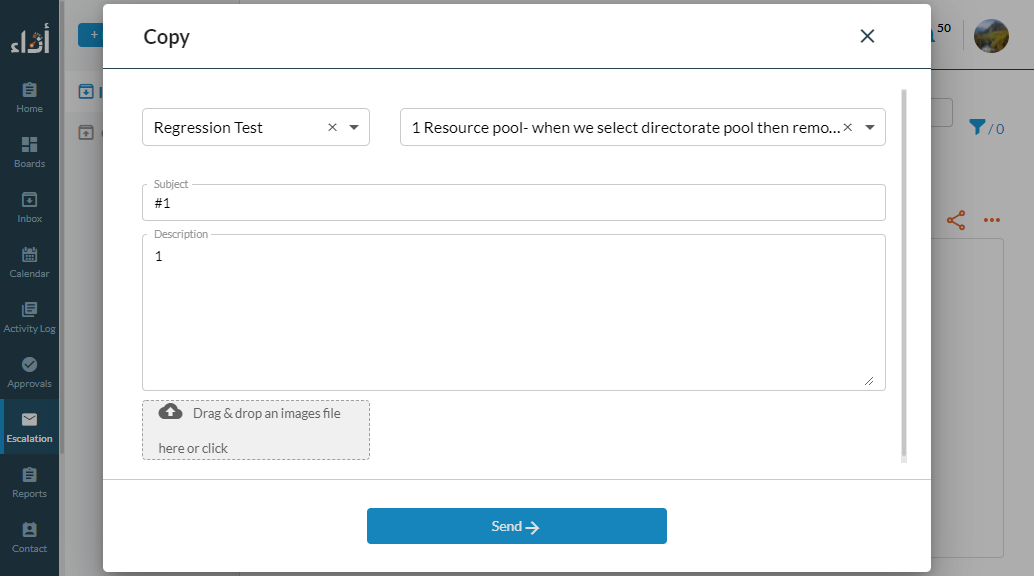 أداء
Home
Boards
Inbox
Calendar
Activity Log
Approvals
Escalation
Reports
Contact
+
50
/ 0
Copy
Regression Test
1 Resource pool- when we select directorate pool then remo...
Subject
#1
Description
1
Drag & drop an images file
here or click
Send